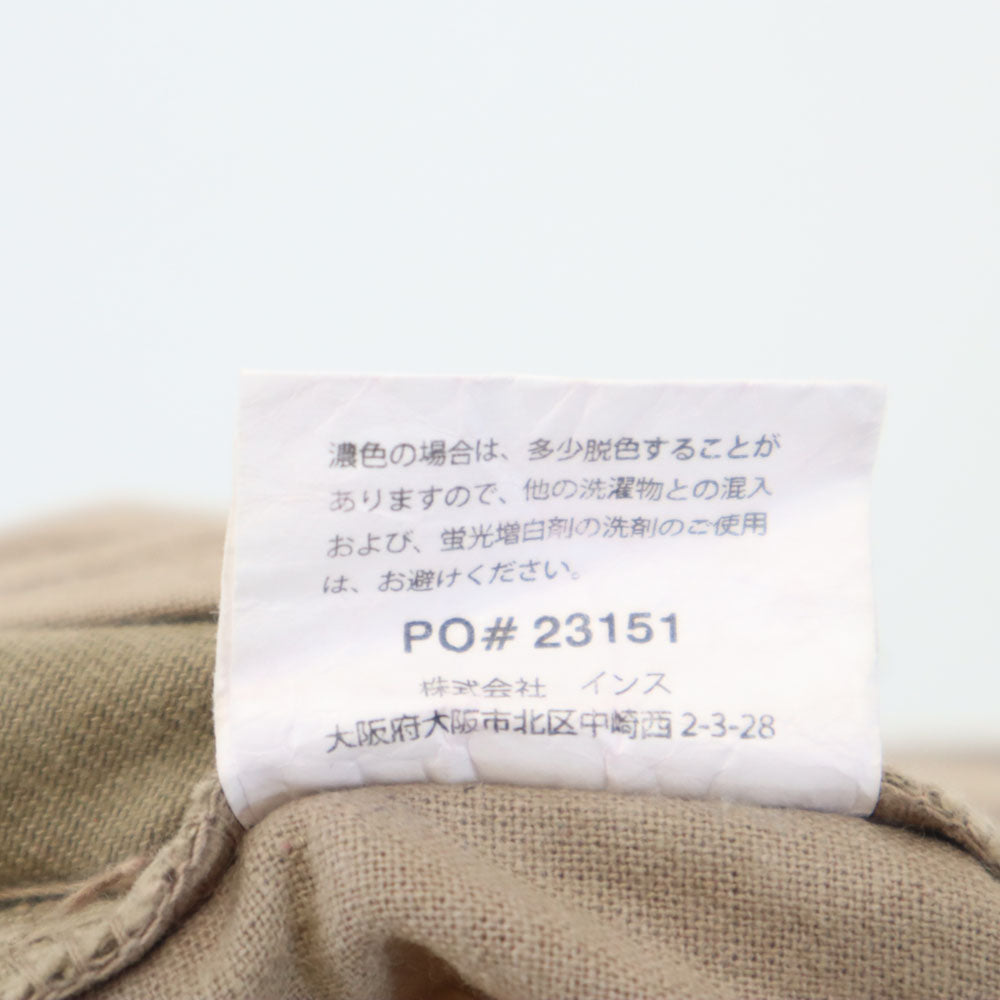 濃色の場合は、多少脱色することが
ありますので、他の洗濯物との混入
および、蛍光増白剤の洗剤のご使用
は、お避けください。
PO# 23151
株式会社　インス
大阪府大阪市北区中崎西 2-3-28